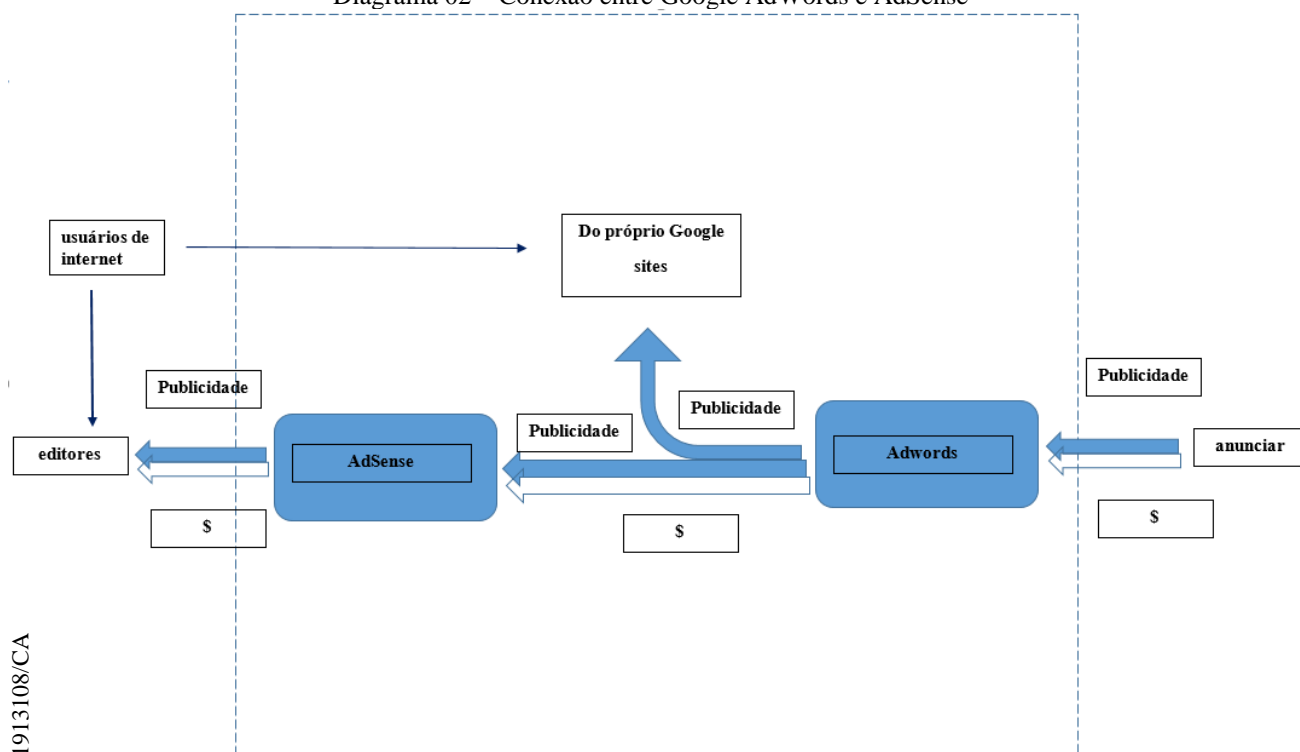 Diagrama 02 – Conexão entre Google AdWords e AdSense
usuários de
internet
Do próprio Google
sites
Publicidade
Publicidade
Publicidade
Publicidade
editores
AdSense
Adwords
anunciar
$
$
$
1913108/CA